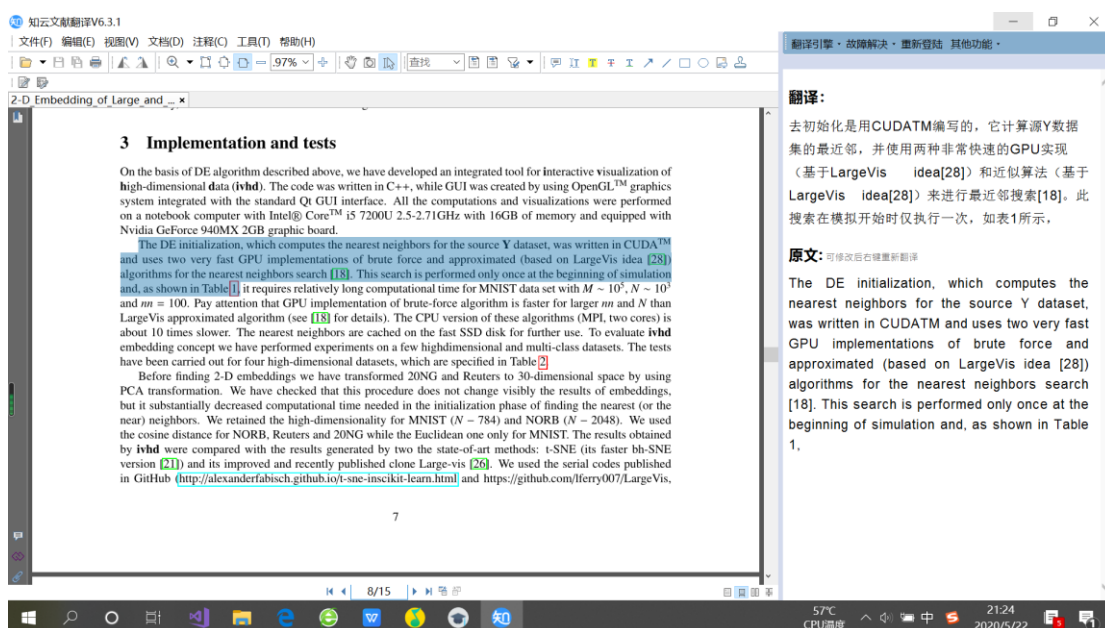 知云文献翻译V6.3.1
文件(F) 编辑(E) 视图(V) 文档(D) 注释(C) 工具(T) 帮助(H)
翻译引擎· 故障解决· 重新登陆 其他功能·
97% 查找
2-D_Embedding_of_Large_and_... ×
3 Implementation and tests
On the basis of DE algorithm described above, we have developed an integrated tool for interactive visualization of
high-dimensional data (ivhd). The code was written in C++, while GUI was created by using OpenGL™ graphics
system integrated with the standard Qt GUI interface. All the computations and visualizations were performed
on a notebook computer with Intel® Core™ i5 7200U 2.5-2.71GHz with 16GB of memory and equipped with
Nvidia GeForce 940MX 2GB graphic board.
The DE initialization, which computes the nearest neighbors for the source Y dataset, was written in CUDA™
and uses two very fast GPU implementations of brute force and approximated (based on LargeVis idea [28])
algorithms for the nearest neighbors search [18]. This search is performed only once at the beginning of simulation
and, as shown in Table 1, it requires relatively long computational time for MNIST data set with M ~ 10⁵, N ~ 10³
and nn = 100. Pay attention that GPU implementation of brute-force algorithm is faster for larger nn and N than
LargeVis approximated algorithm (see [18] for details). The CPU version of these algorithms (MPI, two cores) is
about 10 times slower. The nearest neighbors are cached on the fast SSD disk for further use. To evaluate ivhd
embedding concept we have performed experiments on a few highdimensional and multi-class datasets. The tests
have been carried out for four high-dimensional datasets, which are specified in Table 2.
Before finding 2-D embeddings we have transformed 20NG and Reuters to 30-dimensional space by using
PCA transformation. We have checked that this procedure does not change visibly the results of embeddings,
but it substantially decreased computational time needed in the initialization phase of finding the nearest (or the
near) neighbors. We retained the high-dimensionality for MNIST (N − 784) and NORB (N − 2048). We used
the cosine distance for NORB, Reuters and 20NG while the Euclidean one only for MNIST. The results obtained
by ivhd were compared with the results generated by two the state-of-art methods: t-SNE (its faster bh-SNE
version [21]) and its improved and recently published clone Large-vis [26]. We used the serial codes published
in GitHub (http://alexanderfabisch.github.io/t-sne-inscikit-learn.html and https://github.com/lferry007/LargeVis,
7
8/15
翻译:
去初始化是用CUDATM编写的，它计算源Y数据
集的最近邻，并使用两种非常快速的GPU实现
（基于LargeVis idea[28]）和近似算法（基于
LargeVis idea[28]）来进行最近邻搜索[18]。此
搜索在模拟开始时仅执行一次，如表1所示，
原文: 可修改后右键重新翻译
The DE initialization, which computes the
nearest neighbors for the source Y dataset,
was written in CUDATM and uses two very fast
GPU implementations of brute force and
approximated (based on LargeVis idea [28])
algorithms for the nearest neighbors search
[18]. This search is performed only once at the
beginning of simulation and, as shown in Table
1,
57℃
CPU温度
中
21:24
2020/5/22